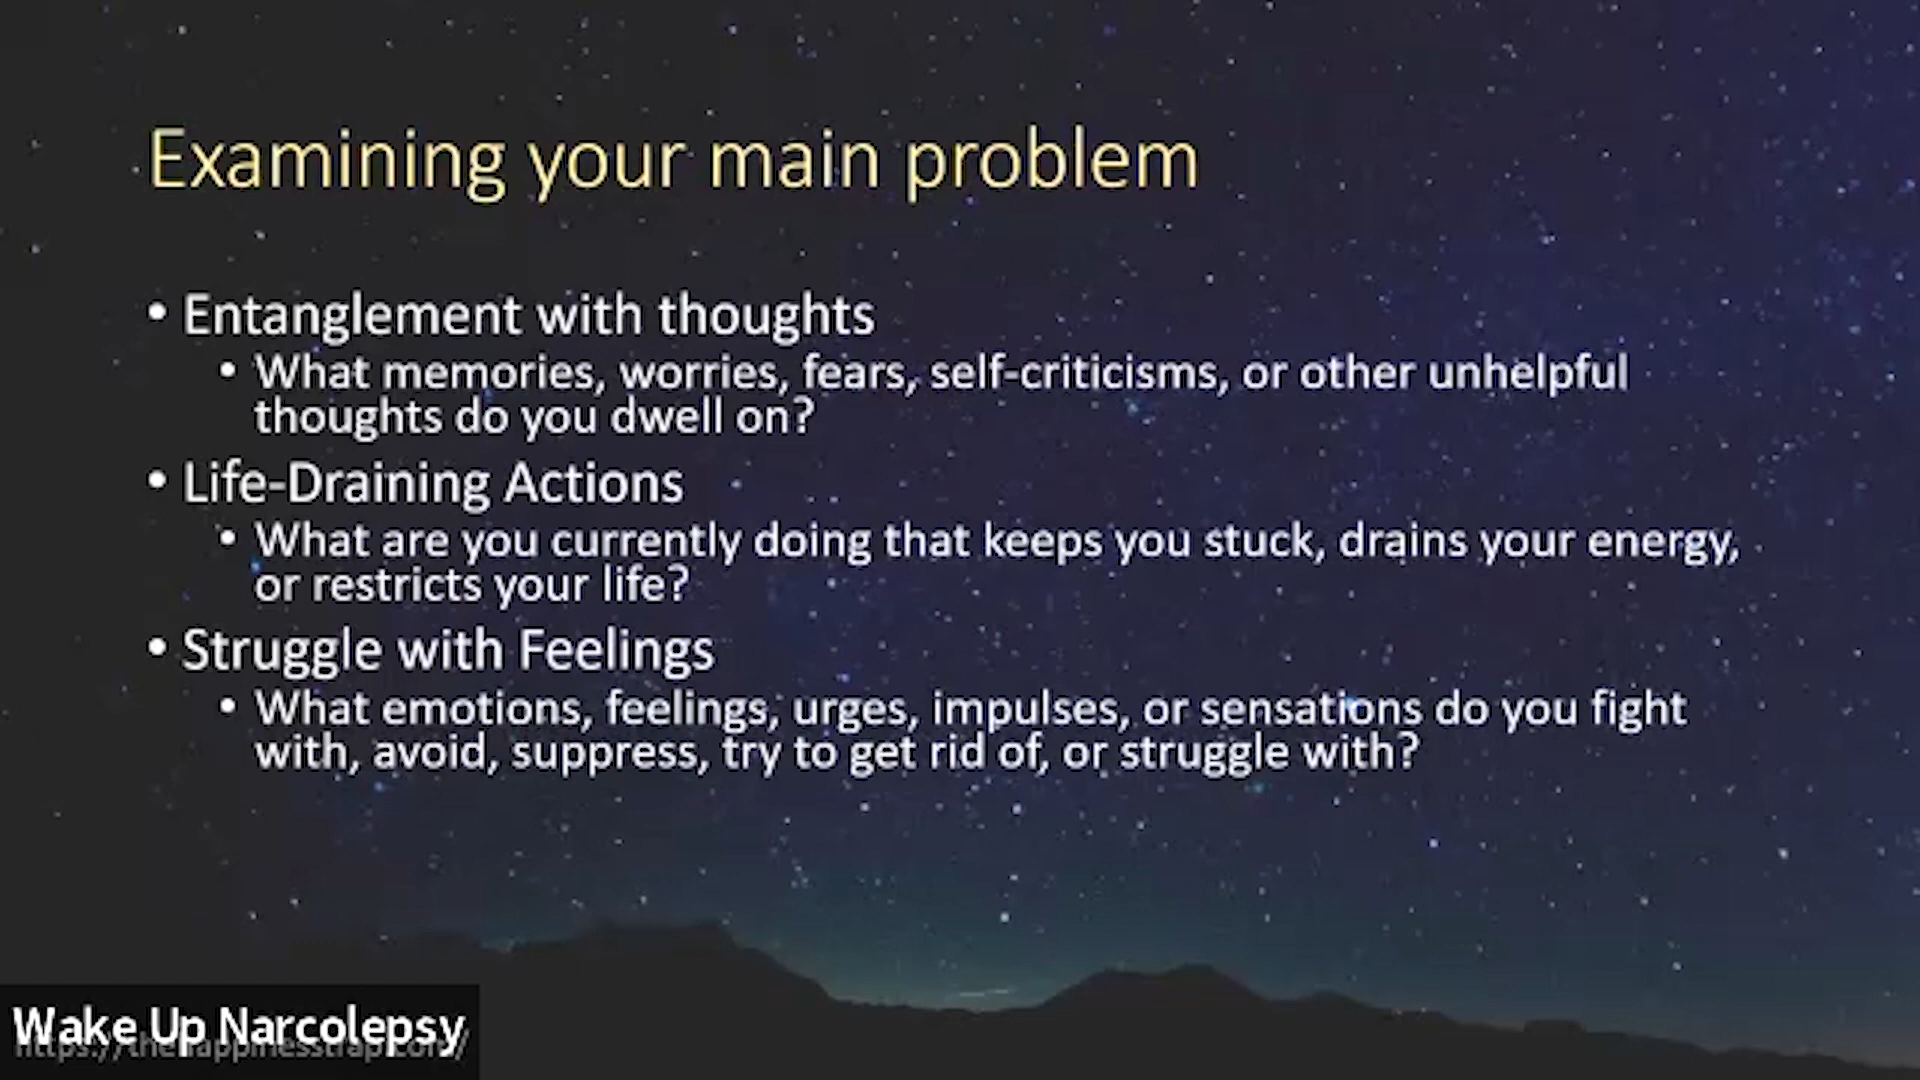 Examining your main problem
• Entanglement with thoughts
• What memories, worries, fears, self-criticisms, or other unhelpful
thoughts do you dwell on?
• Life-Draining Actions
• What are you currently doing that keeps you stuck, drains your energy,
or restricts your life?
• Struggle with Feelings
• What emotions, feelings, urges, impulses, or sensations do you fight
with, avoid, suppress, try to get rid of, or struggle with?
Wake Up Narcolepsy
https://thehappinesstrap.com/